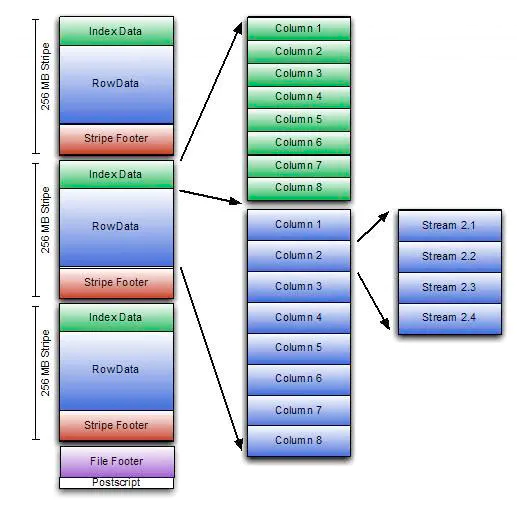 256 MB Stripe
Index Data
RowData
Stripe Footer
256 MB Stripe
Index Data
RowData
Stripe Footer
256 MB Stripe
Index Data
RowData
Stripe Footer
File Footer
Postscript
Column 1
Column 2
Column 3
Column 4
Column 5
Column 6
Column 7
Column 8
Column 1
Column 2
Column 3
Column 4
Column 5
Column 6
Column 7
Column 8
Stream 2.1
Stream 2.2
Stream 2.3
Stream 2.4